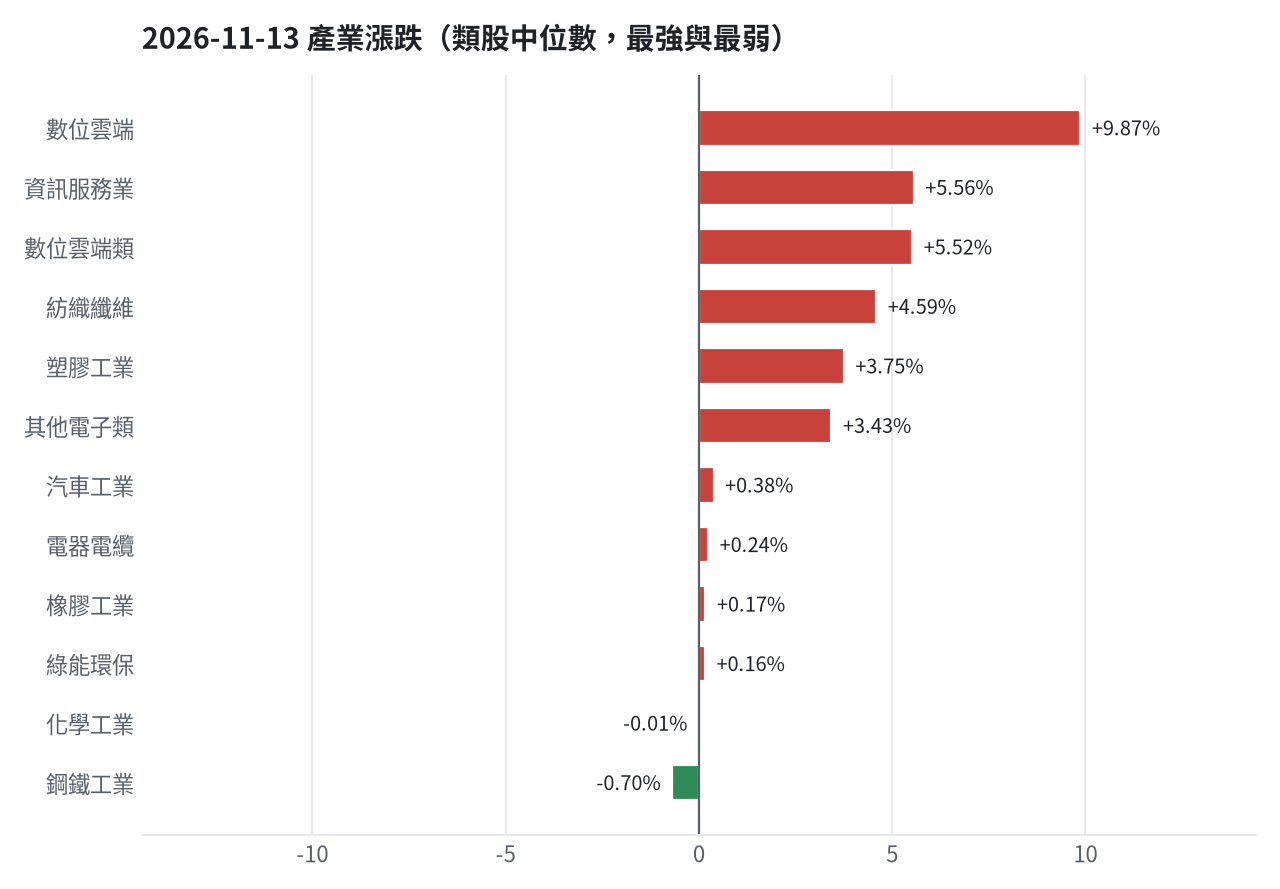 2026-11-13 產業漲跌（類股中位數，最強與最弱）
數位雲端 +9.87%
資訊服務業 +5.56%
數位雲端類 +5.52%
紡織纖維 +4.59%
塑膠工業 +3.75%
其他電子類 +3.43%
汽車工業 +0.38%
電器電纜 +0.24%
橡膠工業 +0.17%
綠能環保 +0.16%
化學工業 -0.01%
鋼鐵工業 -0.70%
-10 -5 0 5 10